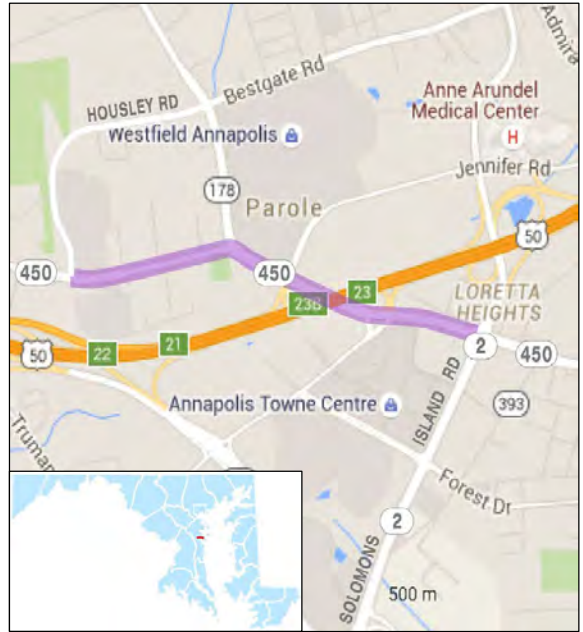 Admira
Bestgate Rd
Anne Arundel
Medical Center
HOUSLEY RD
Westfield Annapolis
H
Jennifer Rd
178
Parole
50
450
450
23B
23
LORETTA
HEIGHTS
21
22
50
2
450
Annapolis Towne Centre
ISLAND RD
393
Truman
Forest Dr
2
SOLOMONS
500 m